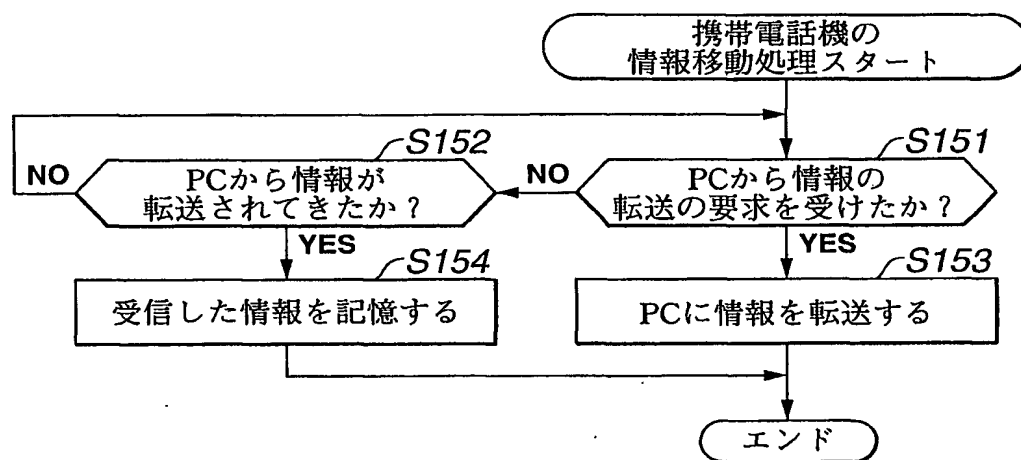 携帯電話機の
情報移動処理スタート
S151
PCから情報の
転送の要求を受けたか?
NO
YES
S152
PCから情報が
転送されてきたか?
NO
YES
S153
PCに情報を転送する
S154
受信した情報を記憶する
エンド